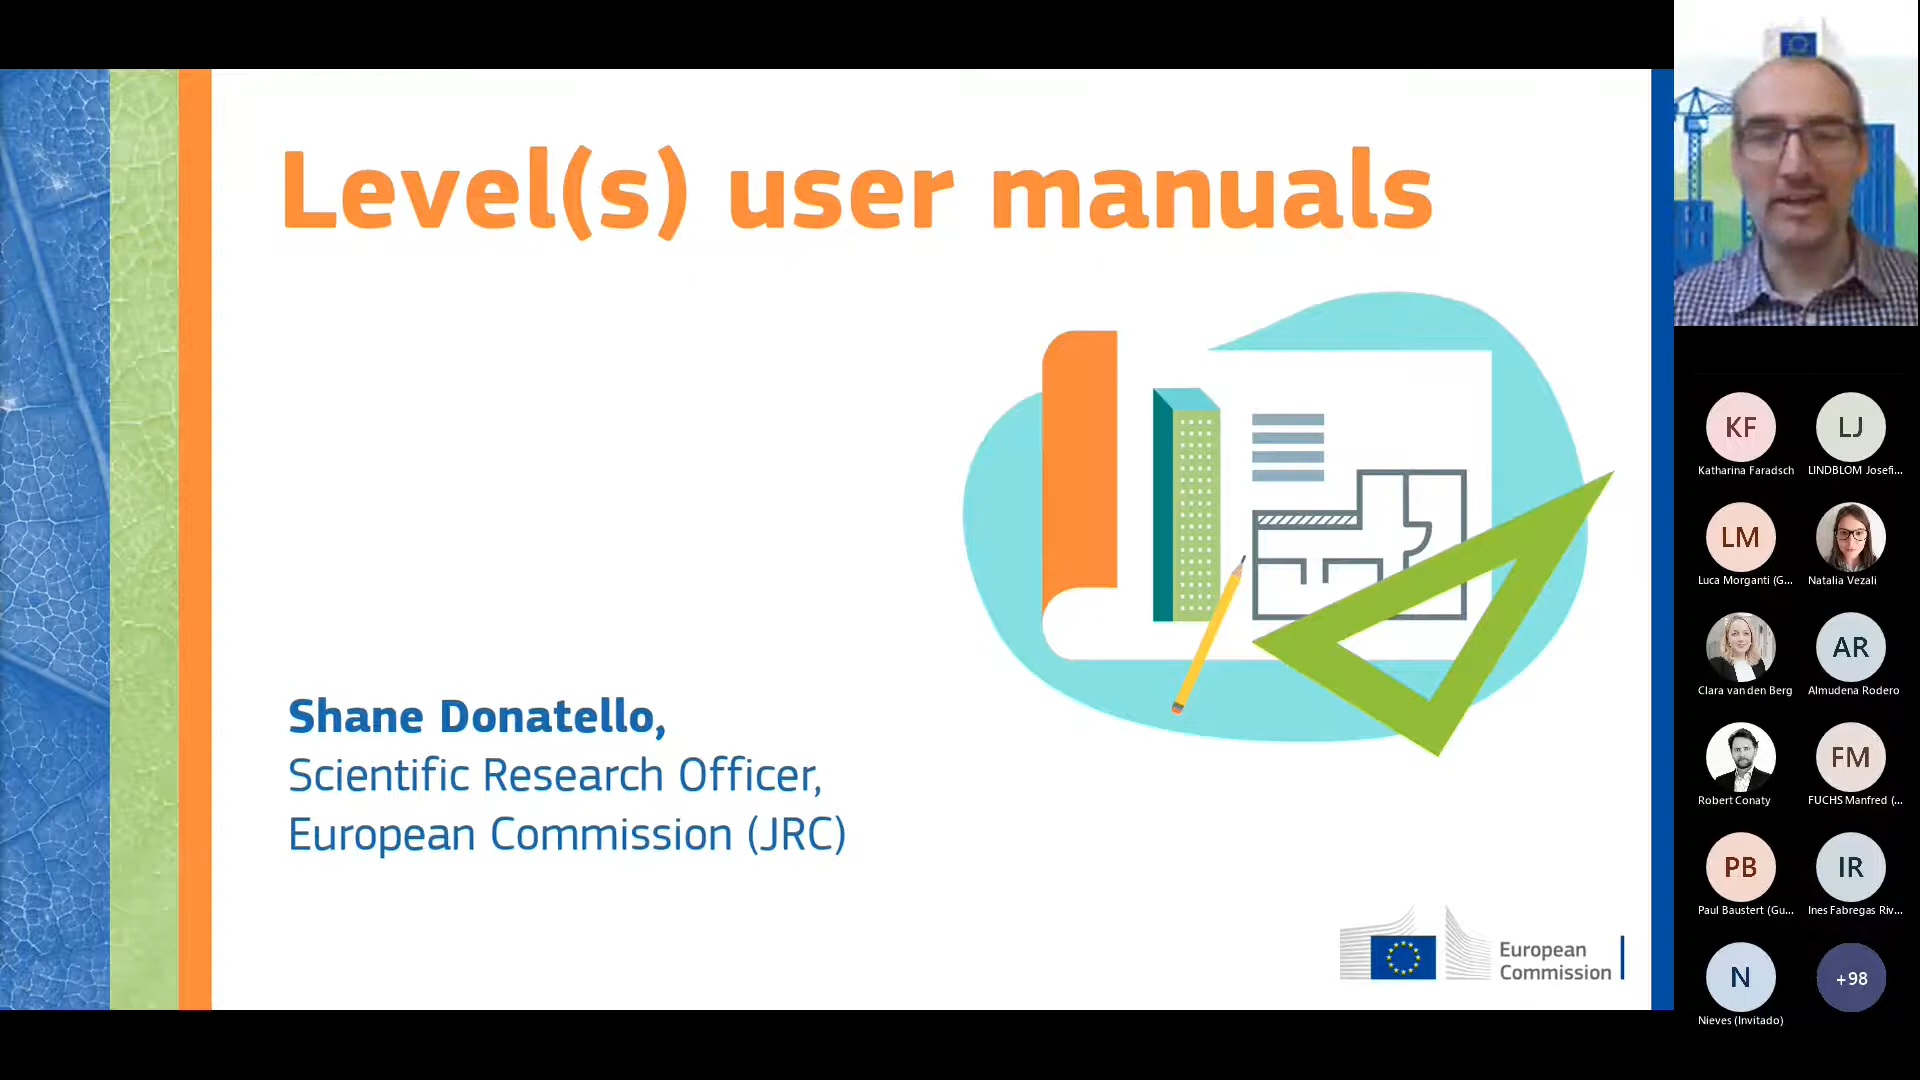 Level(s) user manuals
Shane Donatello,
Scientific Research Officer,
European Commission (JRC)
European
Commission
KF
LJ
Katharina Faradsch
LINDBLOM Josefi...
LM
Luca Morganti (G...
Natalia Vezali
AR
Clara van den Berg
Almudena Rodero
FM
Robert Conaty
FUCHS Manfred (...
PB
IR
Paul Baustert (Gu...
Ines Fabregas Riv...
N
+98
Nieves (Invitado)